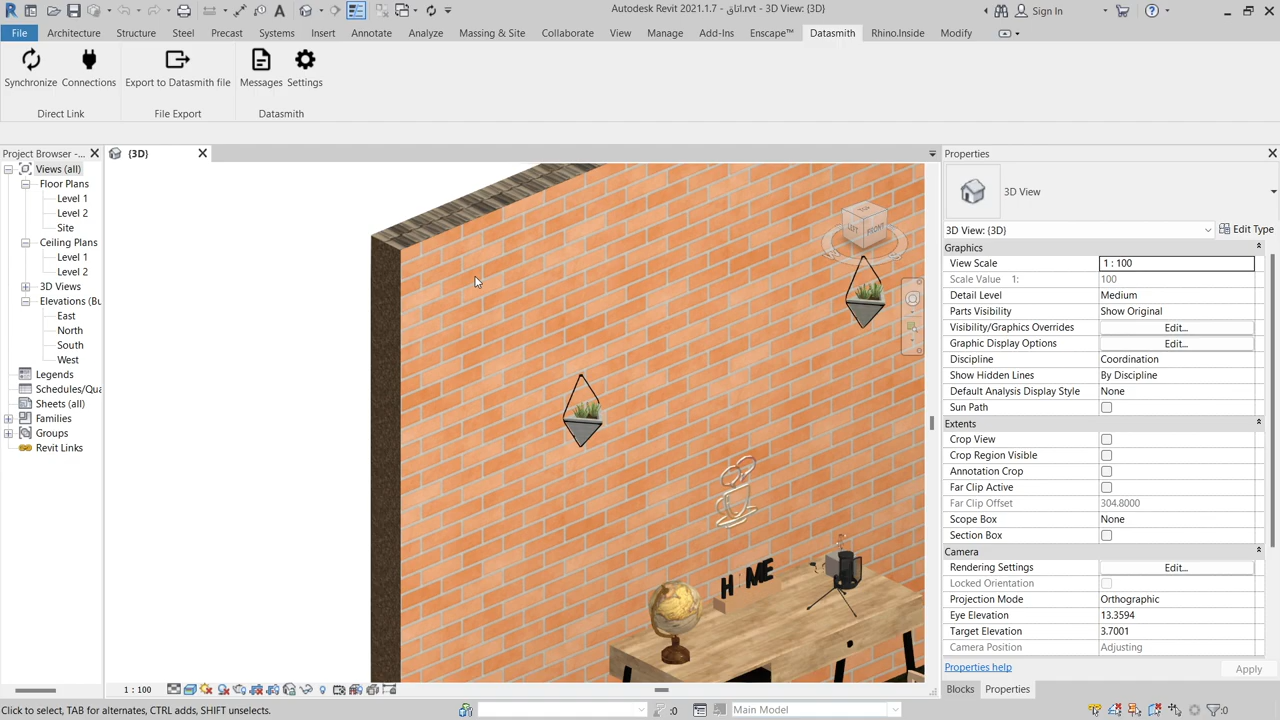 Autodesk Revit 2021.1.7 - اتاق.rvt - 3D View: {3D}
Sign In
File Architecture Structure Steel Precast Systems Insert Annotate Analyze Massing & Site Collaborate View Manage Add-Ins Enscape™ Datasmith Rhino.Inside Modify
Synchronize Connections Export to Datasmith file Messages Settings
Direct Link File Export Datasmith
Project Browser -... {3D} Properties
Views (all)
Floor Plans
Level 1
Level 2
Site
Ceiling Plans
Level 1
Level 2
3D Views
Elevations (Bu
East
North
South
West
Legends
Schedules/Qua
Sheets (all)
Families
Groups
Revit Links
TOP
LEFT FRONT
HOME
3D View
3D View: {3D} Edit Type
Graphics
View Scale 1 : 100
Scale Value 1: 100
Detail Level Medium
Parts Visibility Show Original
Visibility/Graphics Overrides Edit...
Graphic Display Options Edit...
Discipline Coordination
Show Hidden Lines By Discipline
Default Analysis Display Style None
Sun Path
Extents
Crop View
Crop Region Visible
Annotation Crop
Far Clip Active
Far Clip Offset 304.8000
Scope Box None
Section Box
Camera
Rendering Settings Edit...
Locked Orientation
Projection Mode Orthographic
Eye Elevation 13.3594
Target Elevation 3.7001
Camera Position Adjusting
Properties help Apply
1 : 100 Blocks Properties
Click to select, TAB for alternates, CTRL adds, SHIFT unselects. :0 Main Model :0